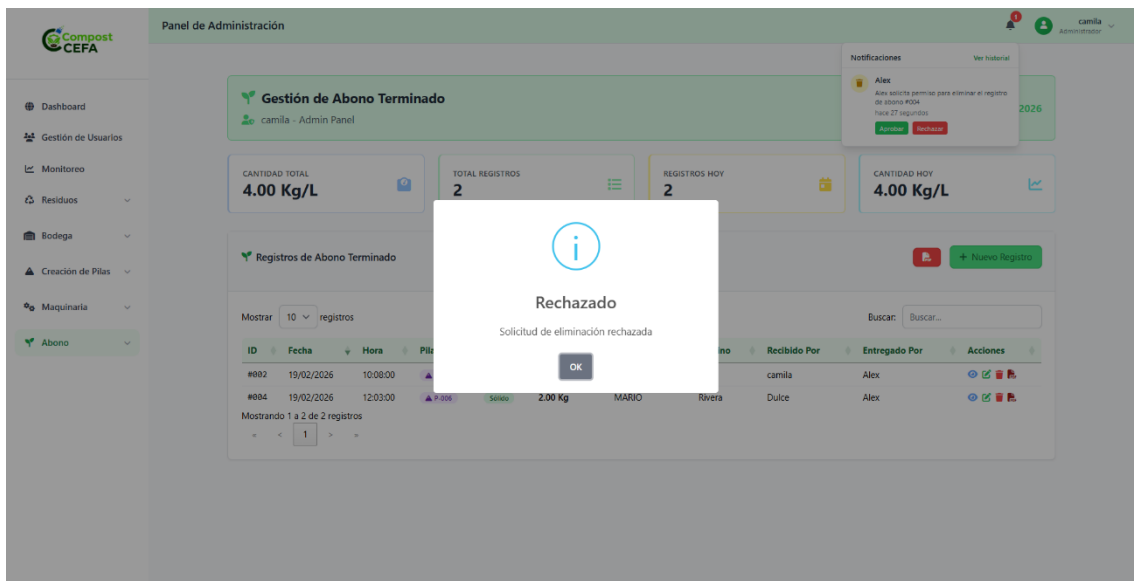 Compost
CEFA
Panel de Administración
1
camila
Administrador
Notificaciones
Ver historial
Alex
Alex solicita permiso para eliminar el registro
de abono #004
hace 27 segundos
Aprobar
Rechazar
Dashboard
Gestión de Usuarios
Monitoreo
Residuos
Bodega
Creación de Pilas
Maquinaria
Abono
Gestión de Abono Terminado
camila - Admin Panel
2026
CANTIDAD TOTAL
4.00 Kg/L
TOTAL REGISTROS
2
REGISTROS HOY
2
CANTIDAD HOY
4.00 Kg/L
Registros de Abono Terminado
+ Nuevo Registro
Rechazado
Solicitud de eliminación rechazada
OK
Mostrar 10 registros
Buscar: Buscar...
ID Fecha Hora Recibido Por Entregado Por Acciones
#002 19/02/2026 10:08:00 camila Alex
#004 19/02/2026 12:03:00 P-006 Sólido 2.00 Kg MARIO Rivera Dulce Alex
Mostrando 1 a 2 de 2 registros
« < 1 > »